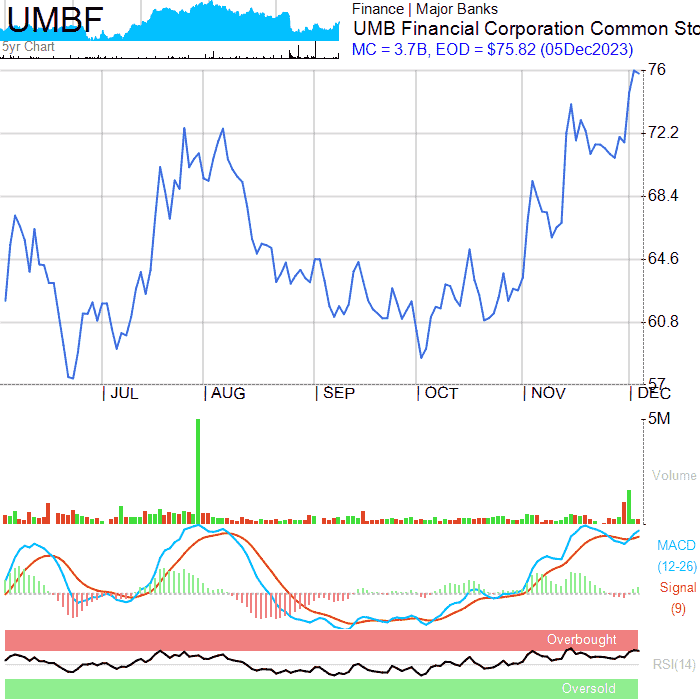 UMBF
5yr Chart
Finance | Major Banks
UMB Financial Corporation Common Sto
MC = 3.7B, EOD = $75.82 (05Dec2023)
76
72.2
68.4
64.6
60.8
57
JUL
AUG
SEP
OCT
NOV
DEC
5M
Volume
MACD
(12-26)
Signal
(9)
Overbought
RSI(14)
Oversold